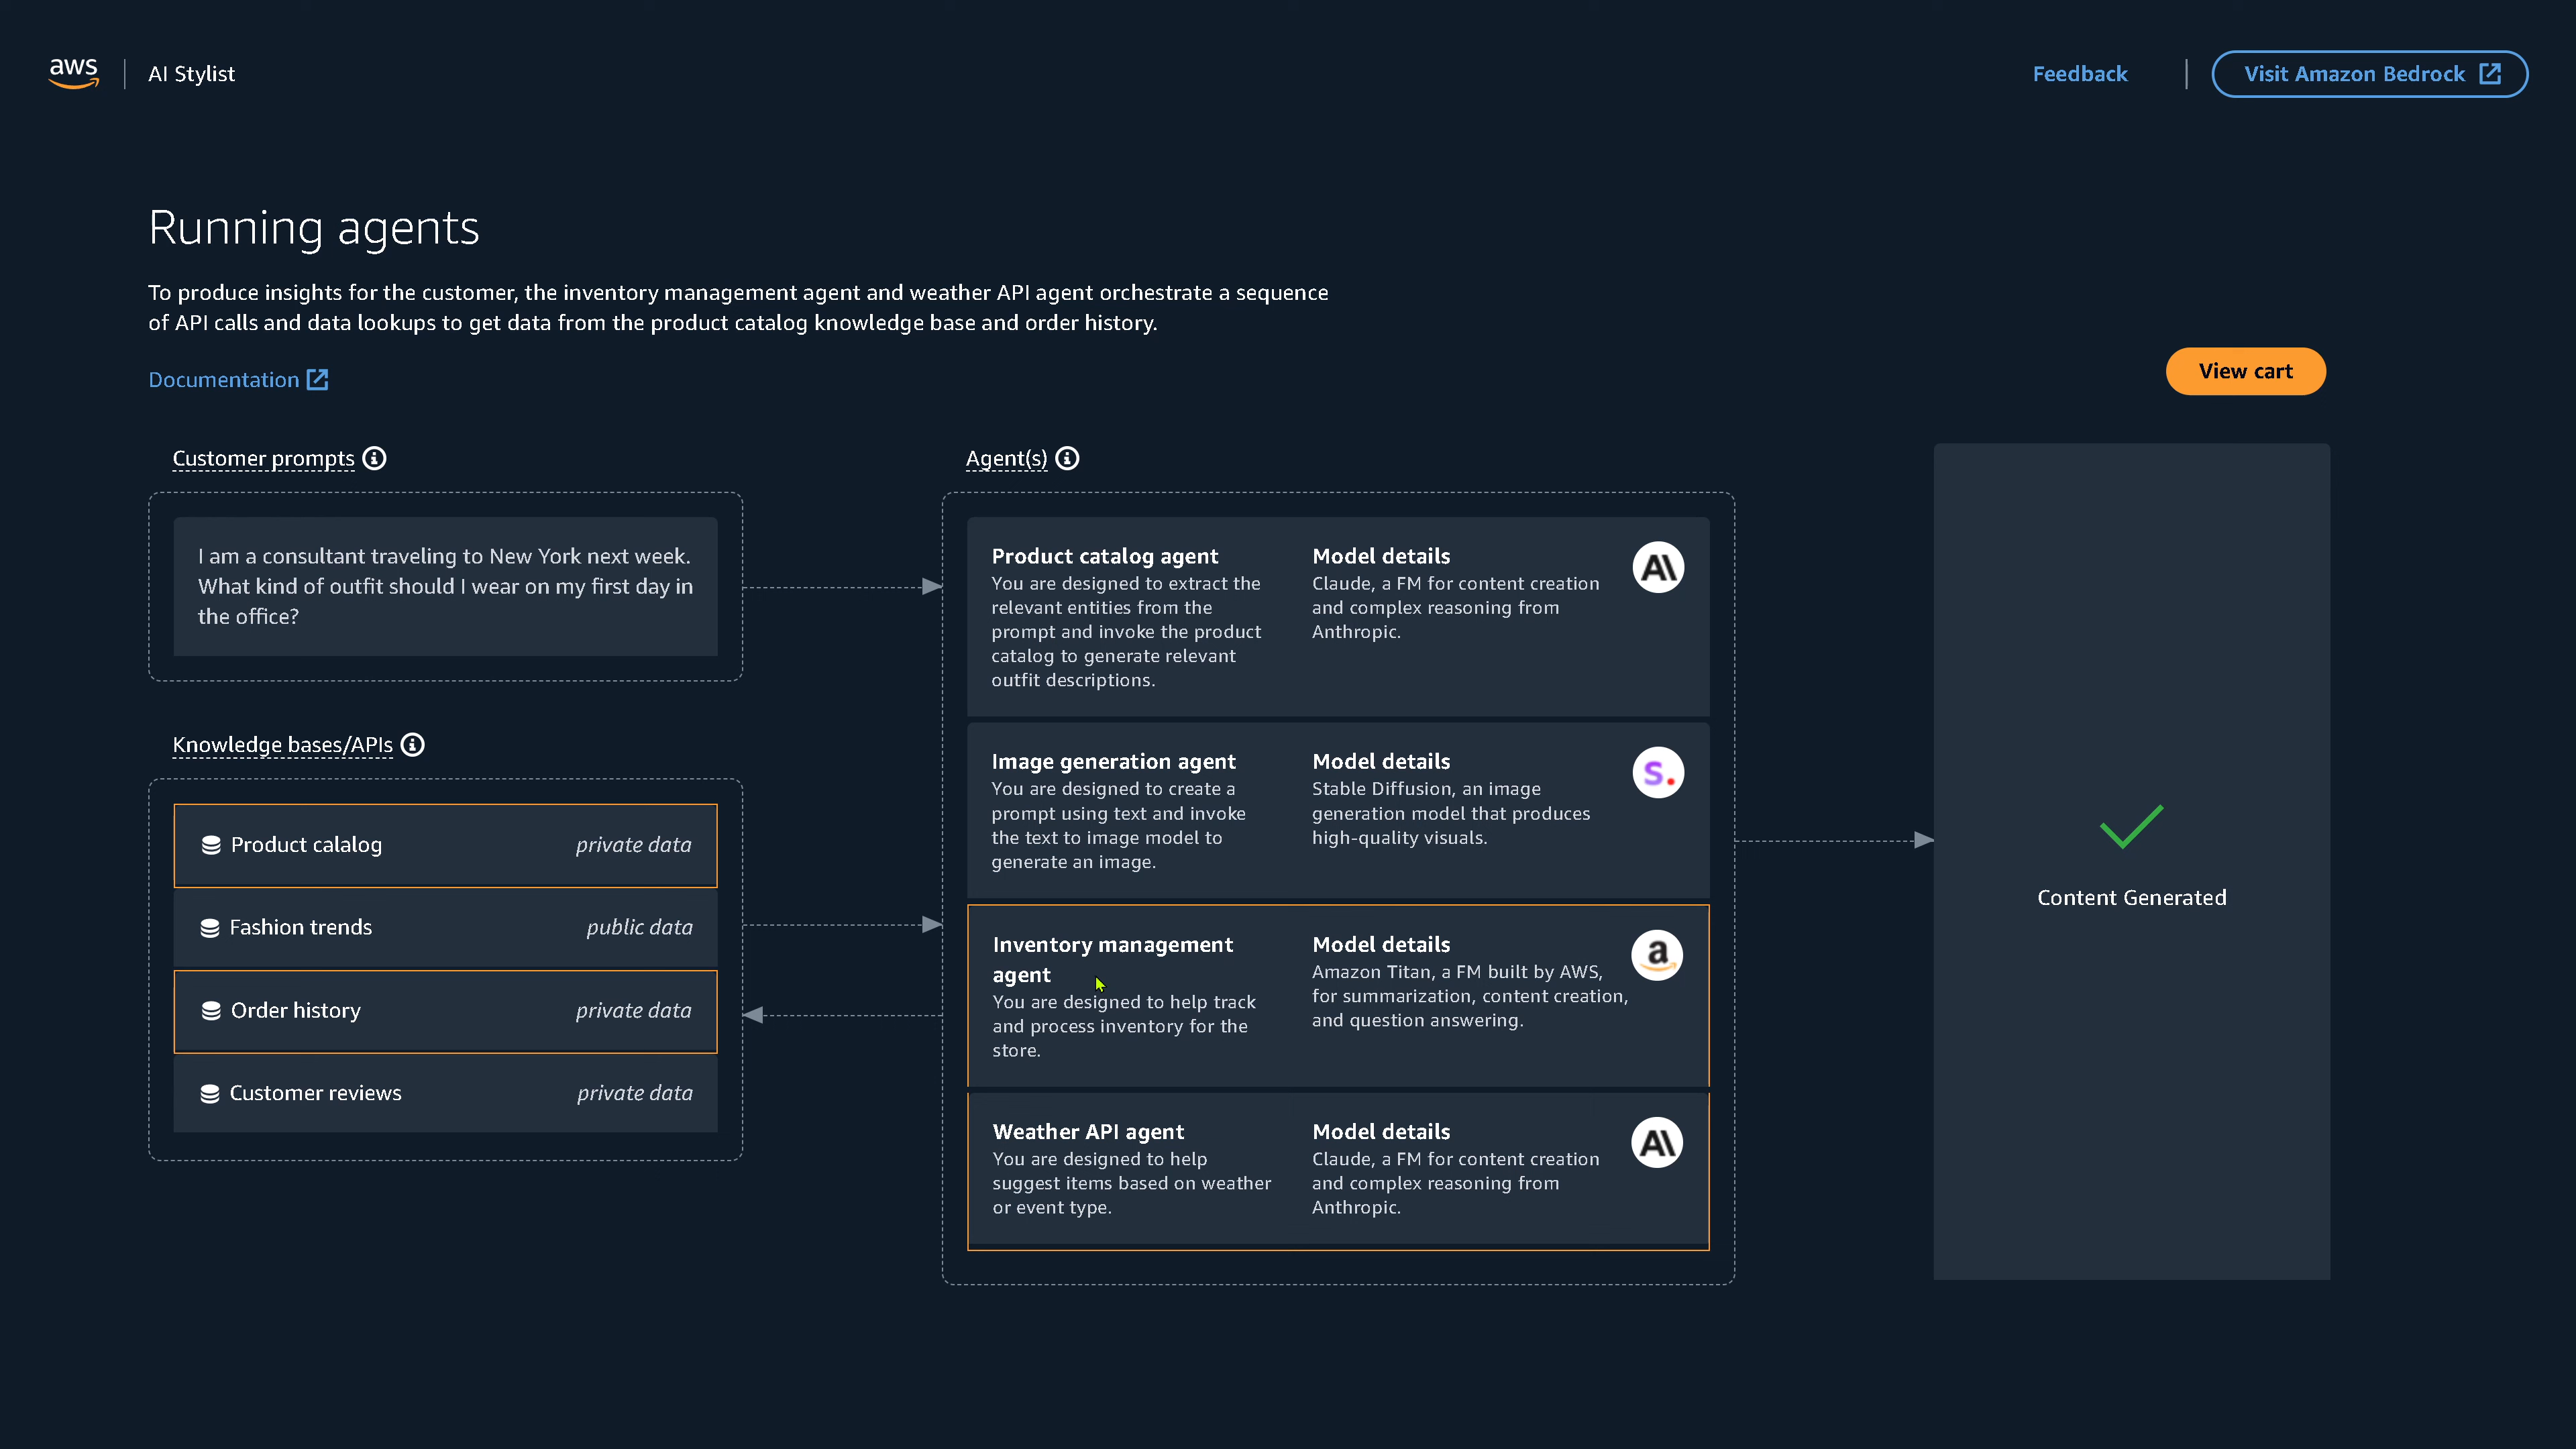 aws
AI Stylist
Feedback
Visit Amazon Bedrock
Running agents
To produce insights for the customer, the inventory management agent and weather API agent orchestrate a sequence
of API calls and data lookups to get data from the product catalog knowledge base and order history.
Documentation
View cart
Customer prompts
I am a consultant traveling to New York next week.
What kind of outfit should I wear on my first day in
the office?
Knowledge bases/APIs
Product calalog
private data
Fashion trends
public data
Order history
private data
Customer reviews
private data
Agent(s)
Product catalog agent
You are designed to extract the
relevant entities from the
prompt and invoke the product
catalog to generate relevant
outfit descriptions.
Model details
Claude, a FM for content creation
and complex reasoning from
Anthropic.
A\
Image generation agent
You are designed to create a
prompt using text and invoke
the text to image model to
generate an image.
Model details
Stable Diffusion, an image
generation model that produces
high-quality visuals.
S.
Inventory management
agent
You are designed to help track
and process inventory for the
store.
Model details
Amazon Titan, a FM built by AWS,
for summarization, content creation,
and question answering.
a
Weather API agent
You are designed to help
suggest items based on weather
or event type.
Model details
Claude, a FM for content creation
and complex reasoning from
Anthropic.
A\
Content Generated